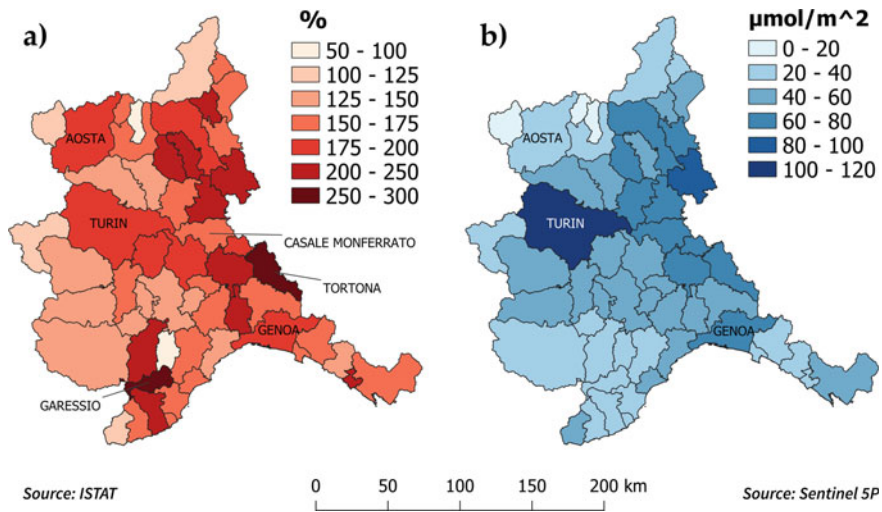 a)
%
50 - 100
100 - 125
125 - 150
150 - 175
175 - 200
200 - 250
250 - 300
AOSTA
TURIN
CASALE MONFERRATO
TORTONA
GENOA
GARESSIO
Source: ISTAT
b)
µmol/m^2
0 - 20
20 - 40
40 - 60
60 - 80
80 - 100
100 - 120
AOSTA
TURIN
GENOA
0 50 100 150 200 km
Source: Sentinel 5P